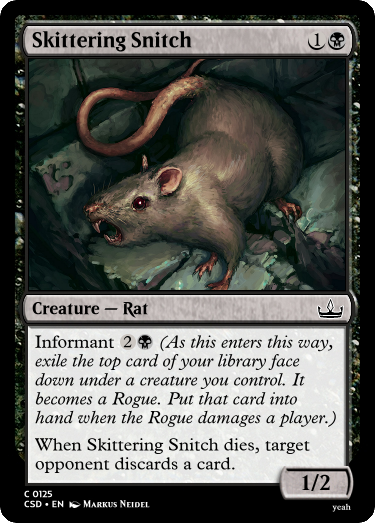 Skittering Snitch 1
Creature — Rat
Informant 2 (As this enters this way,
exile the top card of your library face
down under a creature you control. It
becomes a Rogue. Put that card into
hand when the Rogue damages a player.)
When Skittering Snitch dies, target
opponent discards a card.
1/2
C 0125
CSD • EN Markus Neidel
yeah